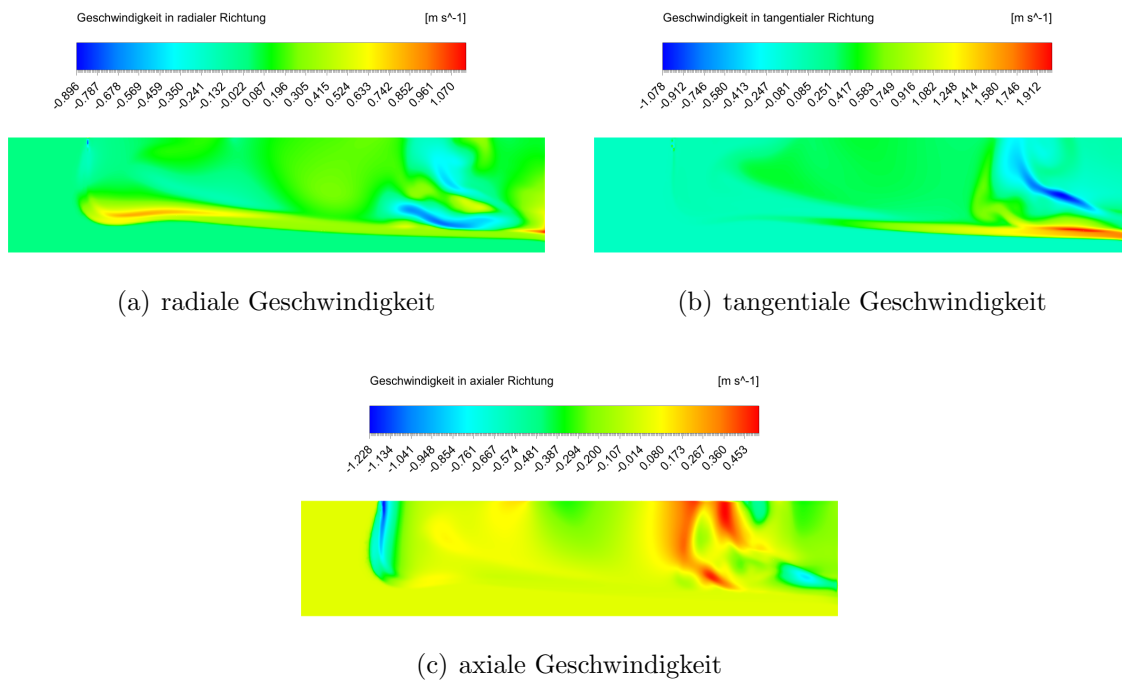 Geschwindigkeit in radialer Richtung [m s^-1]
-0.896 -0.787 -0.678 -0.569 -0.459 -0.350 -0.241 -0.132 -0.022 0.087 0.196 0.305 0.415 0.524 0.633 0.742 0.852 0.961 1.070
(a) radiale Geschwindigkeit
Geschwindigkeit in tangentialer Richtung [m s^-1]
-1.078 -0.912 -0.746 -0.580 -0.413 -0.247 -0.081 0.085 0.251 0.417 0.583 0.749 0.916 1.082 1.248 1.414 1.580 1.746 1.912
(b) tangentiale Geschwindigkeit
Geschwindigkeit in axialer Richtung [m s^-1]
-1.228 -1.134 -1.041 -0.948 -0.854 -0.761 -0.667 -0.574 -0.481 -0.387 -0.294 -0.200 -0.107 -0.014 0.080 0.173 0.267 0.360 0.453
(c) axiale Geschwindigkeit